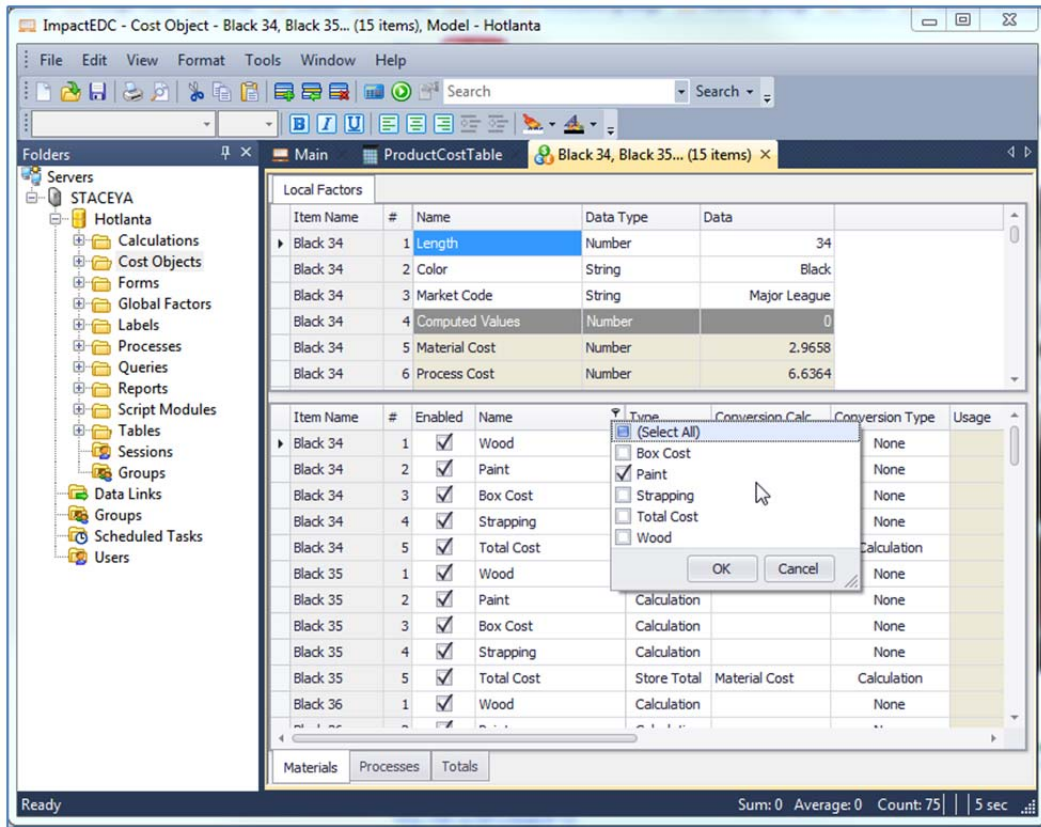 ImpactEDC - Cost Object - Black 34, Black 35... (15 items), Model - Hotlanta
File Edit View Format Tools Window Help
Search Search
B I U
Folders
Servers
STACEYA
Hotlanta
Calculations
Cost Objects
Forms
Global Factors
Labels
Processes
Queries
Reports
Script Modules
Tables
Sessions
Groups
Data Links
Groups
Scheduled Tasks
Users
Main ProductCostTable Black 34, Black 35... (15 items)
Local Factors
Item Name # Name Data Type Data
Black 34 1 Length Number 34
Black 34 2 Color String Black
Black 34 3 Market Code String Major League
Black 34 4 Computed Values Number 0
Black 34 5 Material Cost Number 2.9658
Black 34 6 Process Cost Number 6.6364
Item Name # Enabled Name Type Conversion Calc Conversion Type Usage
Black 34 1 Wood None
Black 34 2 Paint None
Black 34 3 Box Cost None
Black 34 4 Strapping None
Black 34 5 Total Cost Calculation
Black 35 1 Wood None
Black 35 2 Paint Calculation None
Black 35 3 Box Cost Calculation None
Black 35 4 Strapping Calculation None
Black 35 5 Total Cost Store Total Material Cost Calculation
Black 36 1 Wood Calculation None
(Select All)
Box Cost
Paint
Strapping
Total Cost
Wood
OK Cancel
Materials Processes Totals
Ready Sum: 0 Average: 0 Count: 75 5 sec